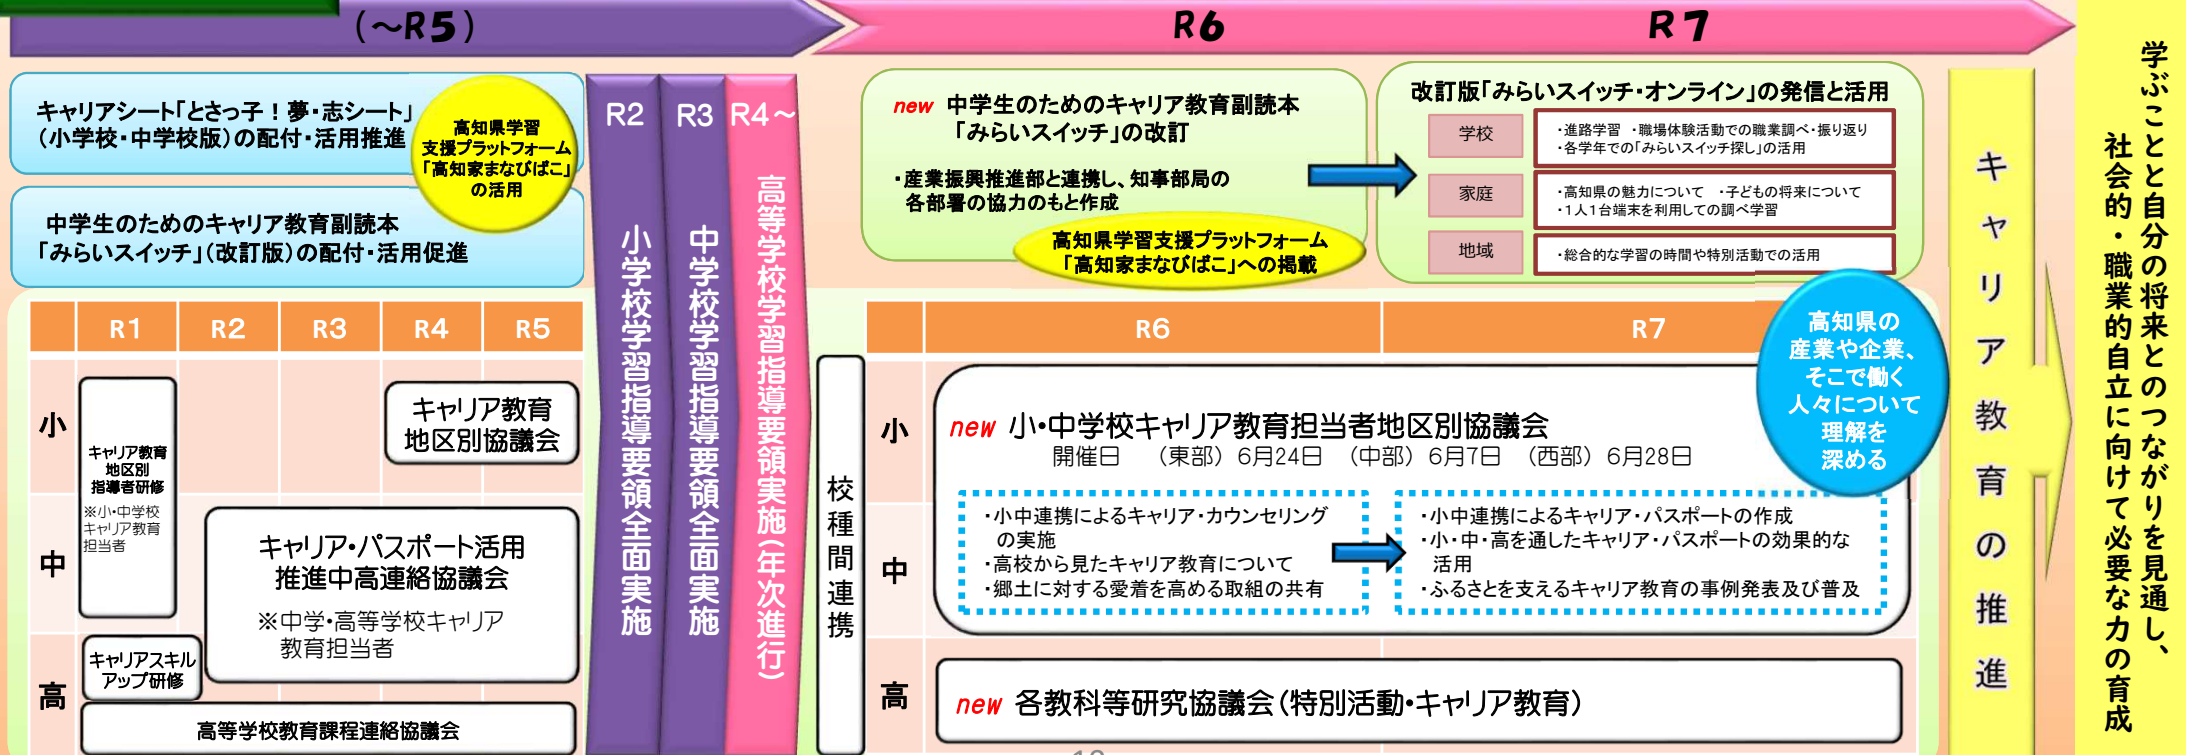 (～R5)
R6
R7
キャリアシート「とさっ子！夢・志シート」
（小学校・中学校版）の配付・活用推進
高知県学習
支援プラットフォーム
「高知家まなびばこ」
の活用
中学生のためのキャリア教育副読本
「みらいスイッチ」（改訂版）の配付・活用促進
R1
R2
R3
R4
R5
小
中
高
キャリア教育
地区別
指導者研修
※小・中学校
キャリア教育
担当者
キャリア教育
地区別協議会
キャリア・パスポート活用
推進中高連絡協議会
※中学・高等学校キャリア
教育担当者
キャリアスキル
アップ研修
高等学校教育課程連絡協議会
R2
小学校学習指導要領全面実施
R3
中学校学習指導要領全面実施
R4～
高等学校学習指導要領実施（年次進行）
校種間連携
new 中学生のためのキャリア教育副読本
「みらいスイッチ」の改訂
・産業振興推進部と連携し、知事部局の
各部署の協力のもと作成
高知県学習支援プラットフォーム
「高知家まなびばこ」への掲載
改訂版「みらいスイッチ・オンライン」の発信と活用
学校
・進路学習　・職場体験活動での職業調べ・振り返り
・各学年での「みらいスイッチ探し」の活用
家庭
・高知県の魅力について　・子どもの将来について
・1人1台端末を利用しての調べ学習
地域
・総合的な学習の時間や特別活動での活用
R6
R7
小
中
高
高知県の
産業や企業、
そこで働く
人々について
理解を
深める
new 小・中学校キャリア教育担当者地区別協議会
開催日　（東部）6月24日　（中部）6月7日　（西部）6月28日
・小中連携によるキャリア・カウンセリング
の実施
・高校から見たキャリア教育について
・郷土に対する愛着を高める取組の共有
・小中連携によるキャリア・パスポートの作成
・小・中・高を通したキャリア・パスポートの効果的な
活用
・ふるさとを支えるキャリア教育の事例発表及び普及
new 各教科等研究協議会（特別活動・キャリア教育）
キャリア教育の推進
学ぶことと自分の将来とのつながりを見通し、
社会的・職業的自立に向けて必要な力の育成